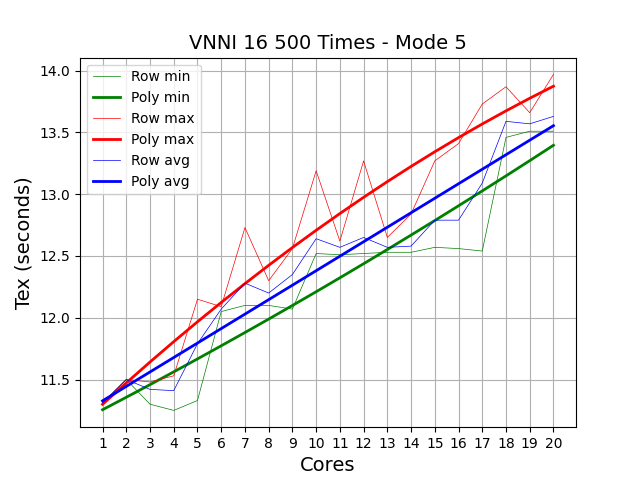 VNNI 16 500 Times - Mode 5
Row min
Poly min
Row max
Poly max
Row avg
Poly avg
14.0
13.5
13.0
12.5
12.0
11.5
Tex (seconds)
1 2 3 4 5 6 7 8 9 10 11 12 13 14 15 16 17 18 19 20
Cores